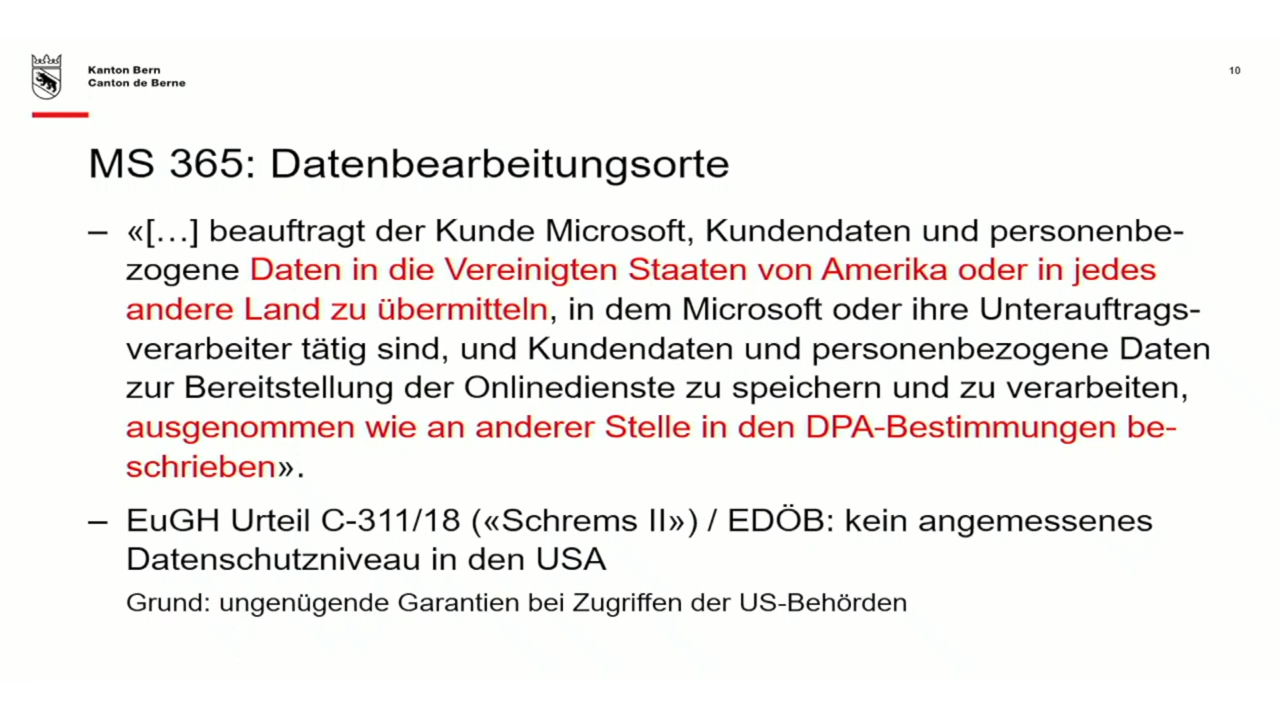 Kanton Bern
Canton de Berne
10
MS 365: Datenbearbeitungsorte
– «[…] beauftragt der Kunde Microsoft, Kundendaten und personenbe-
zogene Daten in die Vereinigten Staaten von Amerika oder in jedes
andere Land zu übermitteln, in dem Microsoft oder ihre Unterauftrags-
verarbeiter tätig sind, und Kundendaten und personenbezogene Daten
zur Bereitstellung der Onlinedienste zu speichern und zu verarbeiten,
ausgenommen wie an anderer Stelle in den DPA-Bestimmungen be-
schrieben».
– EuGH Urteil C-311/18 («Schrems II») / EDÖB: kein angemessenes
Datenschutzniveau in den USA
Grund: ungenügende Garantien bei Zugriffen der US-Behörden